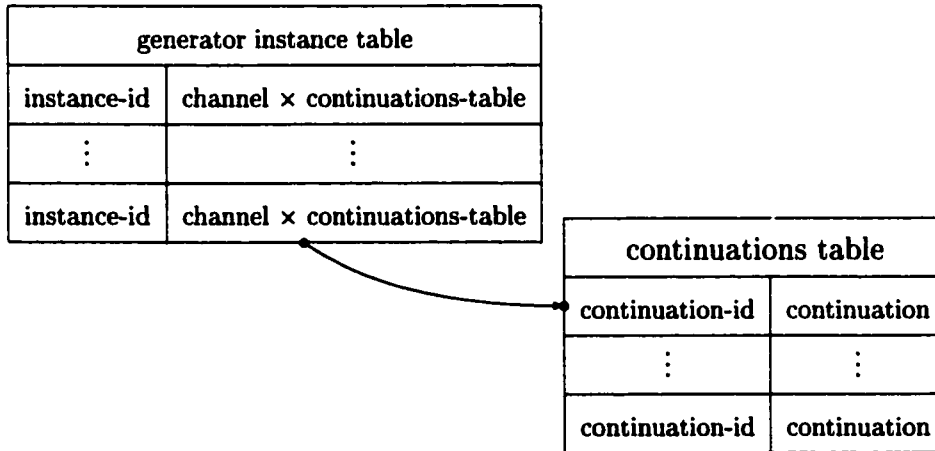 generator instance table
instance-id channel × continuations-table
⋮ ⋮
instance-id channel × continuations-table
continuations table
continuation-id continuation
⋮ ⋮
continuation-id continuation